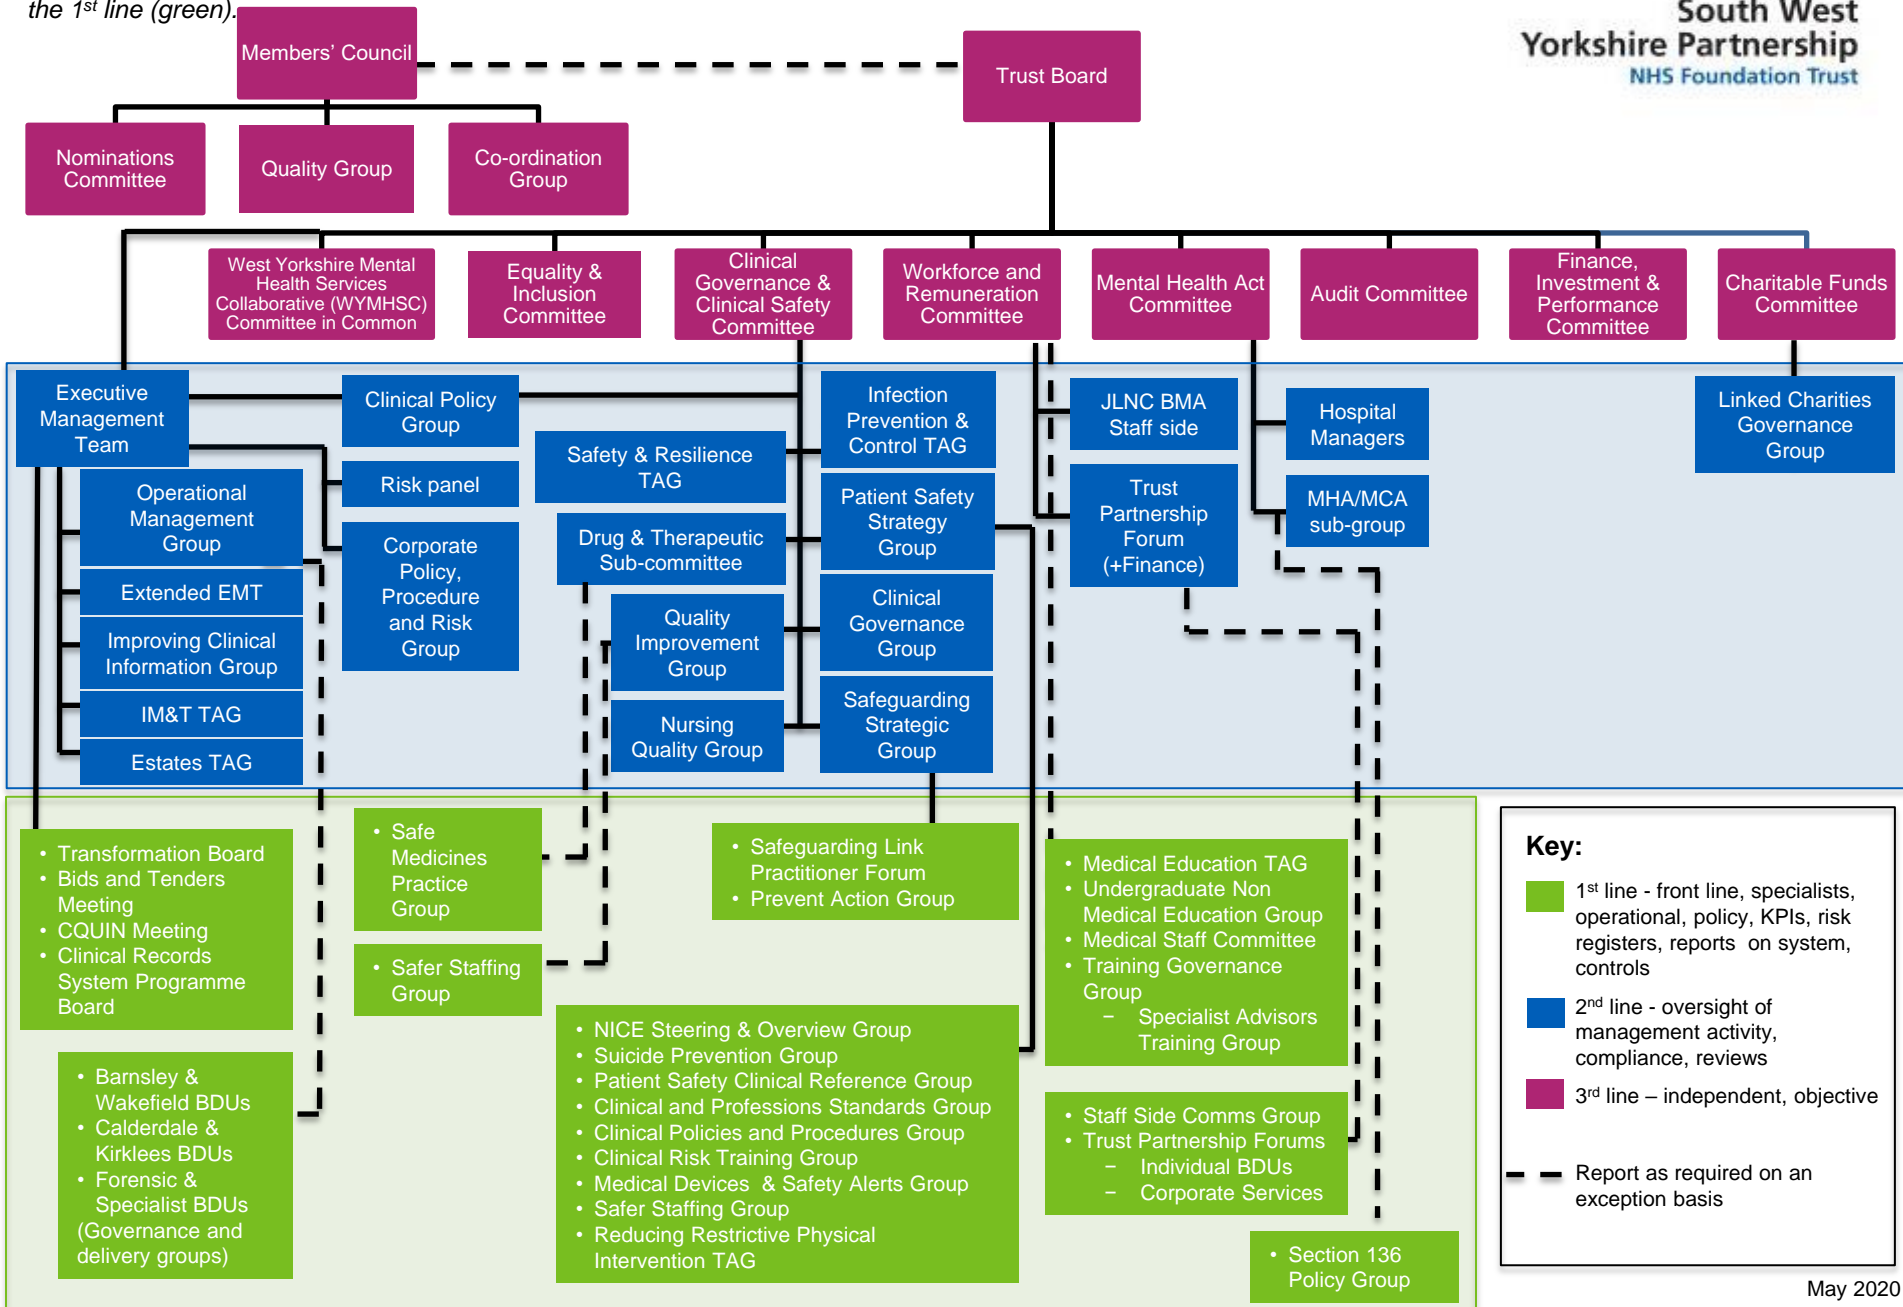 the 1st line (green).
South West
Yorkshire Partnership
NHS Foundation Trust
Members’ Council
Trust Board
Nominations
Committee
Quality Group
Co-ordination
Group
West Yorkshire Mental
Health Services
Collaborative (WYMHSC)
Committee in Common
Equality &
Inclusion
Committee
Clinical
Governance &
Clinical Safety
Committee
Workforce and
Remuneration
Committee
Mental Health Act
Committee
Audit Committee
Finance,
Investment &
Performance
Committee
Charitable Funds
Committee
Executive
Management
Team
Operational
Management
Group
Extended EMT
Improving Clinical
Information Group
IM&T TAG
Estates TAG
Clinical Policy
Group
Risk panel
Corporate
Policy,
Procedure
and Risk
Group
Safety & Resilience
TAG
Drug & Therapeutic
Sub-committee
Quality
Improvement
Group
Nursing
Quality Group
Infection
Prevention &
Control TAG
Patient Safety
Strategy
Group
Clinical
Governance
Group
Safeguarding
Strategic
Group
JLNC BMA
Staff side
Trust
Partnership
Forum
(+Finance)
Hospital
Managers
MHA/MCA
sub-group
Linked Charities
Governance
Group
• Transformation Board
• Bids and Tenders
Meeting
• CQUIN Meeting
• Clinical Records
System Programme
Board
• Barnsley &
Wakefield BDUs
• Calderdale &
Kirklees BDUs
• Forensic &
Specialist BDUs
(Governance and
delivery groups)
• Safe
Medicines
Practice
Group
• Safer Staffing
Group
• Safeguarding Link
Practitioner Forum
• Prevent Action Group
• NICE Steering & Overview Group
• Suicide Prevention Group
• Patient Safety Clinical Reference Group
• Clinical and Professions Standards Group
• Clinical Policies and Procedures Group
• Clinical Risk Training Group
• Medical Devices & Safety Alerts Group
• Safer Staffing Group
• Reducing Restrictive Physical
Intervention TAG
• Medical Education TAG
• Undergraduate Non
Medical Education Group
• Medical Staff Committee
• Training Governance
Group
− Specialist Advisors
Training Group
• Staff Side Comms Group
• Trust Partnership Forums
− Individual BDUs
− Corporate Services
• Section 136
Policy Group
Key:
1st line - front line, specialists,
operational, policy, KPIs, risk
registers, reports on system,
controls
2nd line - oversight of
management activity,
compliance, reviews
3rd line – independent, objective
Report as required on an
exception basis
May 2020